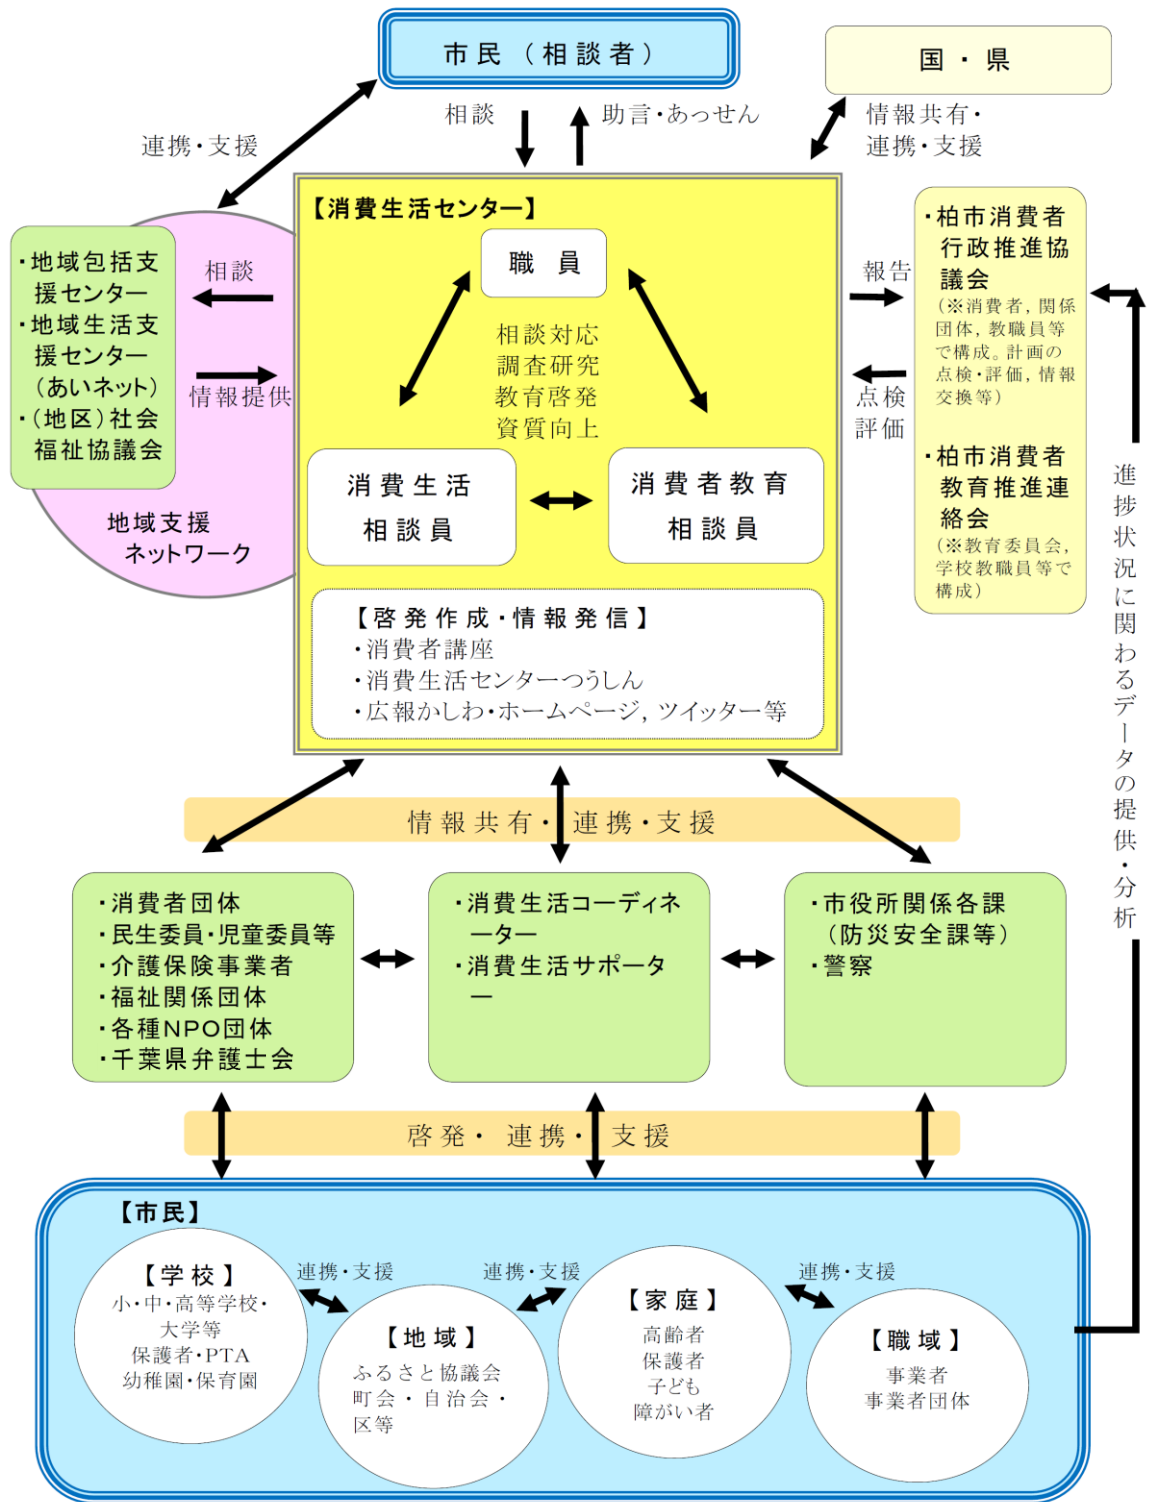 市民（相談者）
国・県
相談
助言・あっせん
情報共有・
連携・支援
連携・支援
【消費生活センター】
職員
相談対応
調査研究
教育啓発
資質向上
消費生活
相談員
消費者教育
相談員
【啓発作成・情報発信】
・消費者講座
・消費生活センターつうしん
・広報かしわ・ホームページ，ツイッター等
・地域包括支
援センター
・地域生活支
援センター
（あいネット）
・（地区）社会
福祉協議会
相談
情報提供
地域支援
ネットワーク
報告
点検
評価
・柏市消費者
行政推進協
議会
（※消費者，関係
団体，教職員等
で構成。計画の
点検・評価，情報
交換等）
・柏市消費者
教育推進連
絡会
（※教育委員会，
学校教職員等で
構成）
進捗状況に関わるデータの提供・分析
情報共有・連携・支援
・消費者団体
・民生委員・児童委員等
・介護保険事業者
・福祉関係団体
・各種NPO団体
・千葉県弁護士会
・消費生活コーディネ
ーター
・消費生活サポータ
ー
・市役所関係各課
（防災安全課等）
・警察
啓発・連携・支援
【市民】
【学校】
小・中・高等学校・
大学等
保護者・PTA
幼稚園・保育園
連携・支援
【地域】
ふるさと協議会
町会・自治会・
区等
連携・支援
【家庭】
高齢者
保護者
子ども
障がい者
連携・支援
【職域】
事業者
事業者団体